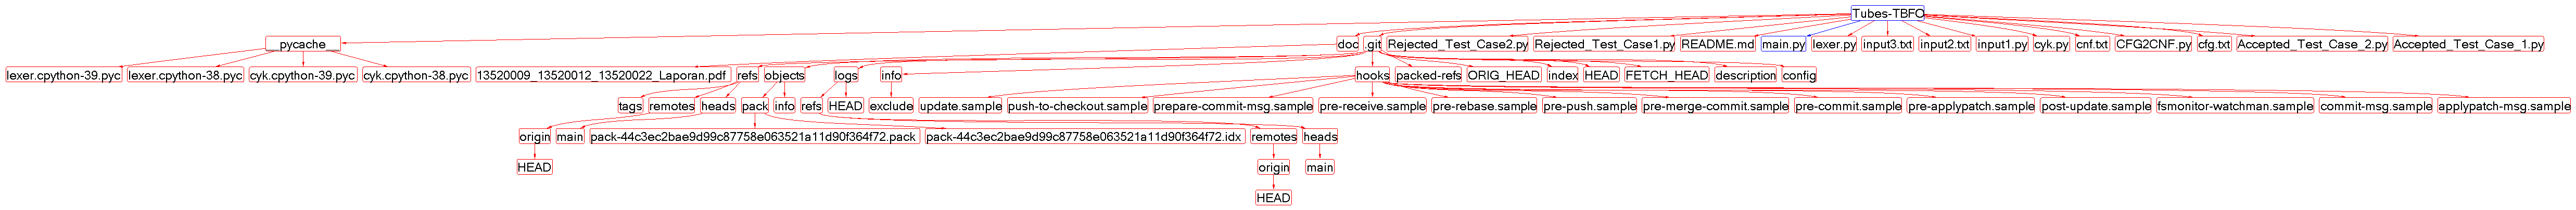 Tubes-TBFO
__pycache__
doc
.git
Rejected_Test_Case2.py
Rejected_Test_Case1.py
README.md
main.py
lexer.py
input3.txt
input2.txt
input1.py
cyk.py
cnf.txt
CFG2CNF.py
cfg.txt
Accepted_Test_Case_2.py
Accepted_Test_Case_1.py
lexer.cpython-39.pyc
lexer.cpython-38.pyc
cyk.cpython-39.pyc
cyk.cpython-38.pyc
13520009_13520012_13520022_Laporan.pdf
refs
objects
logs
info
hooks
packed-refs
ORIG_HEAD
index
HEAD
FETCH_HEAD
description
config
tags
remotes
heads
pack
info
refs
HEAD
exclude
update.sample
push-to-checkout.sample
prepare-commit-msg.sample
pre-receive.sample
pre-rebase.sample
pre-push.sample
pre-merge-commit.sample
pre-commit.sample
pre-applypatch.sample
post-update.sample
fsmonitor-watchman.sample
commit-msg.sample
applypatch-msg.sample
origin
main
pack-44c3ec2bae9d99c87758e063521a11d90f364f72.pack
pack-44c3ec2bae9d99c87758e063521a11d90f364f72.idx
remotes
heads
HEAD
origin
main
HEAD